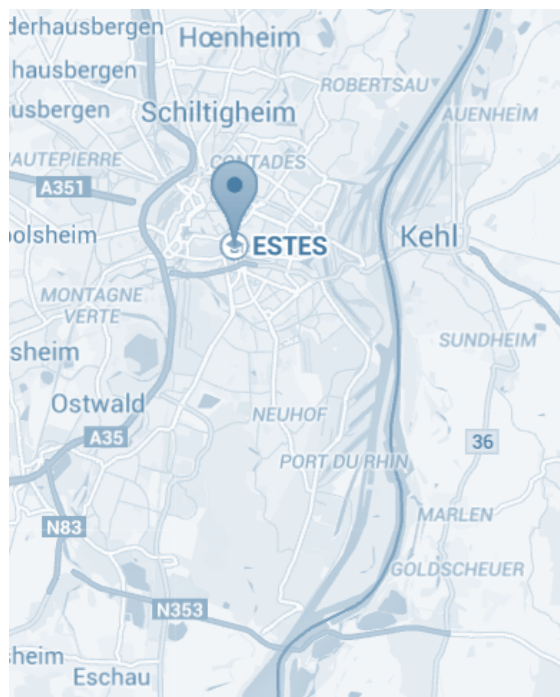 derhausbergen
Hœnheim
hausbergen
ROBERTSAU
usbergen
Schiltigheim
AUENHEIM
HAUTEPIERRE
CONTADES
A351
olsheim
ESTES
Kehl
MONTAGNE
VERTE
SUNDHEIM
sheim
Ostwald
NEUHOF
A35
36
PORT DU RHIN
N83
MARLEN
GOLDSCHEUER
N353
sheim
Eschau